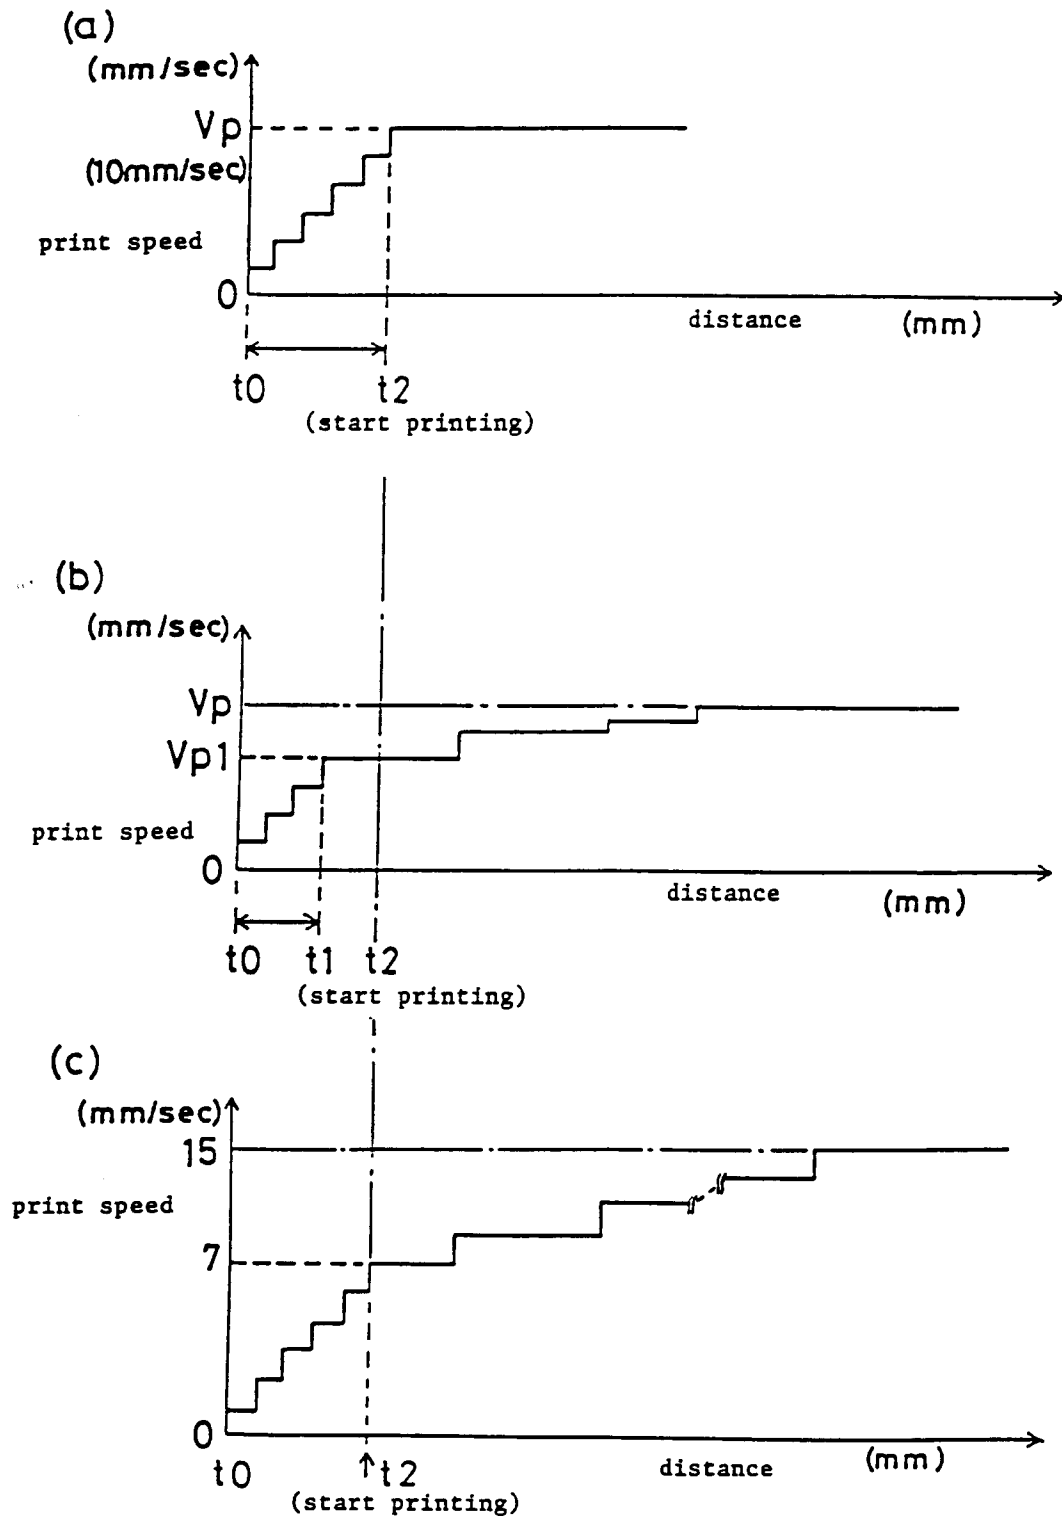 (a)
(mm/sec)
Vp
(10mm/sec)
print speed
0
distance (mm)
t0 t2
(start printing)
(b)
(mm/sec)
Vp
Vp1
print speed
0
distance (mm)
t0 t1 t2
(start printing)
(c)
(mm/sec)
15
print speed
7
0
t0 ↑t2 distance (mm)
(start printing)